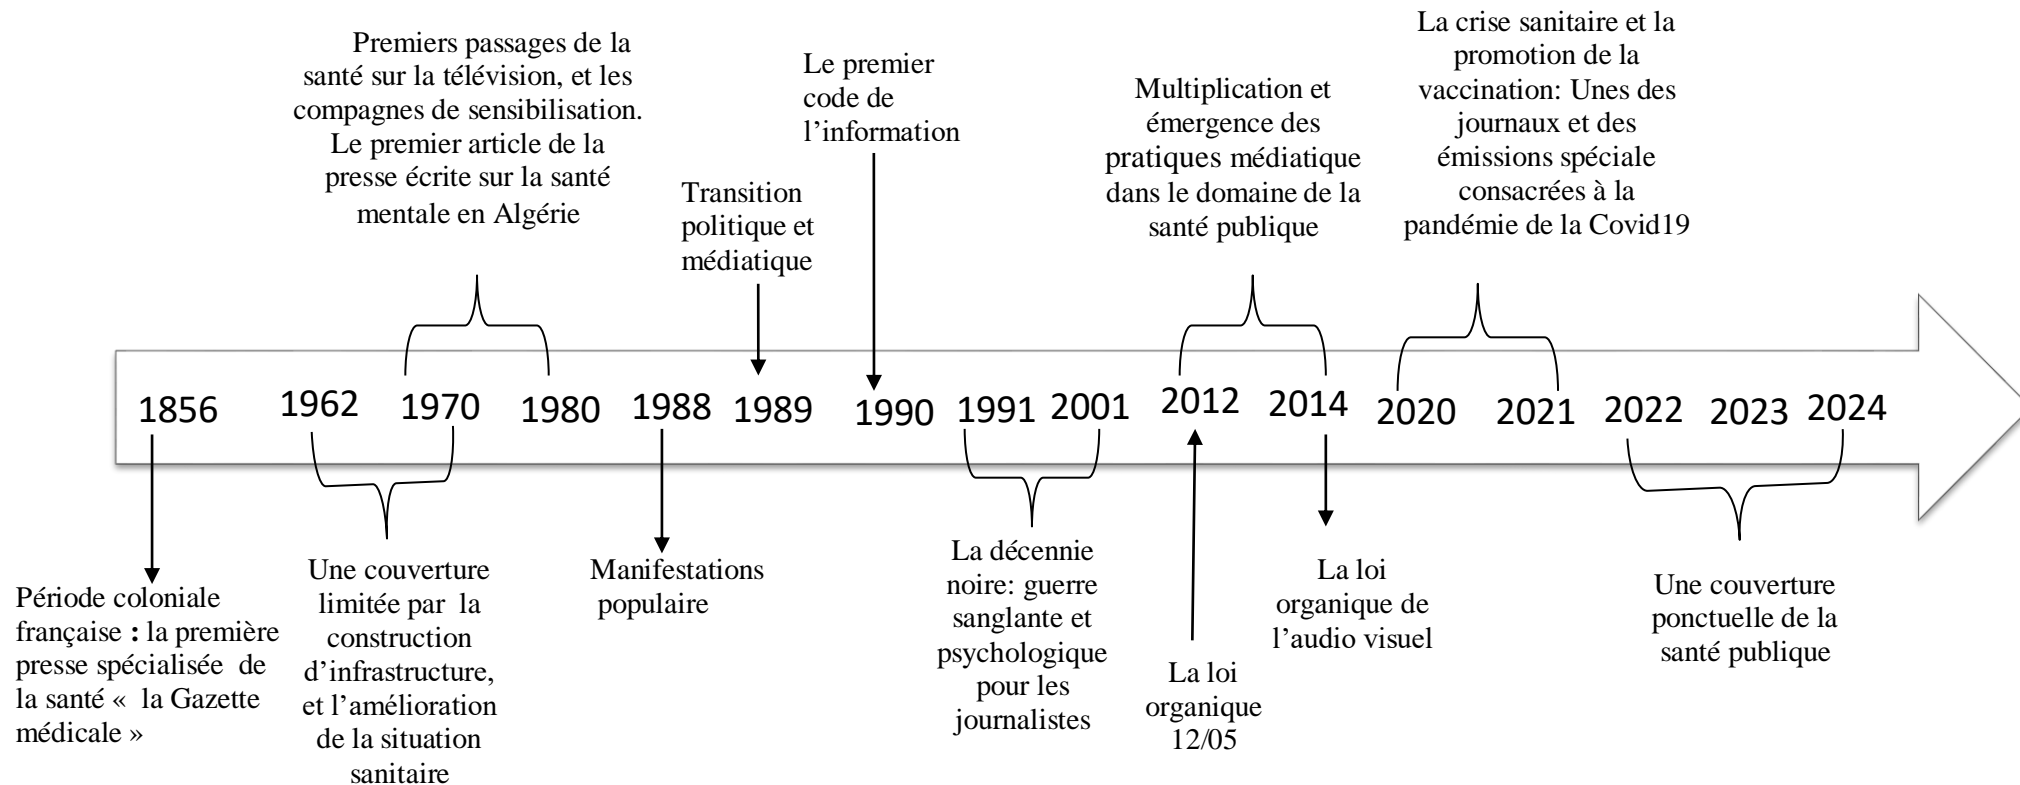 Premiers passages de la
santé sur la télévision, et les
compagnes de sensibilisation.
Le premier article de la
presse écrite sur la santé
mentale en Algérie
Transition
politique et
médiatique
Le premier
code de
l’information
Multiplication et
émergence des
pratiques médiatique
dans le domaine de la
santé publique
La crise sanitaire et la
promotion de la
vaccination: Unes des
journaux et des
émissions spéciale
consacrées à la
pandémie de la Covid19
1856 1962 1970 1980 1988 1989 1990 1991 2001 2012 2014 2020 2021 2022 2023 2024
Période coloniale
française : la première
presse spécialisée de
la santé « la Gazette
médicale »
Une couverture
limitée par la
construction
d’infrastructure,
et l’amélioration
de la situation
sanitaire
Manifestations
populaire
La décennie
noire: guerre
sanglante et
psychologique
pour les
journalistes
La loi
organique
12/05
La loi
organique de
l’audio visuel
Une couverture
ponctuelle de la
santé publique